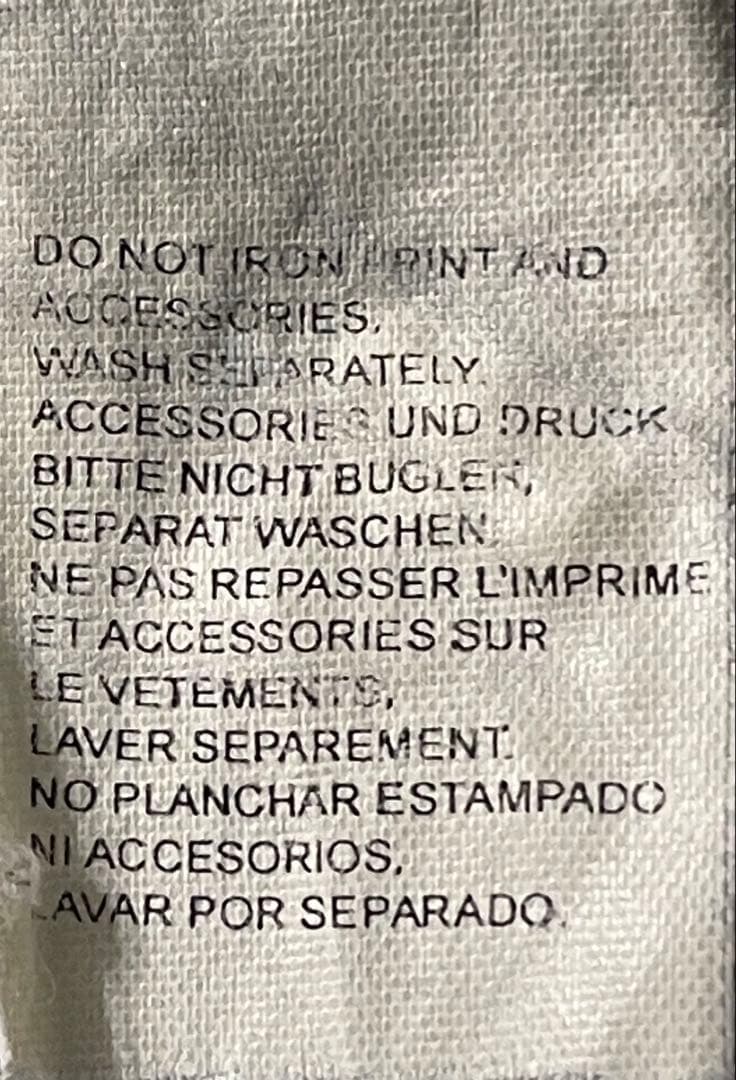 DO NOT IRON PRINT AND
ACCESSORIES.
WASH SEPARATELY.
ACCESSORIES UND DRUCK
BITTE NICHT BUGLEN,
SEPARAT WASCHEN.
NE PAS REPASSER L'IMPRIME
ET ACCESSORIES SUR
LE VETEMENTS,
LAVER SEPAREMENT.
NO PLANCHAR ESTAMPADO
NI ACCESORIOS,
LAVAR POR SEPARADO.